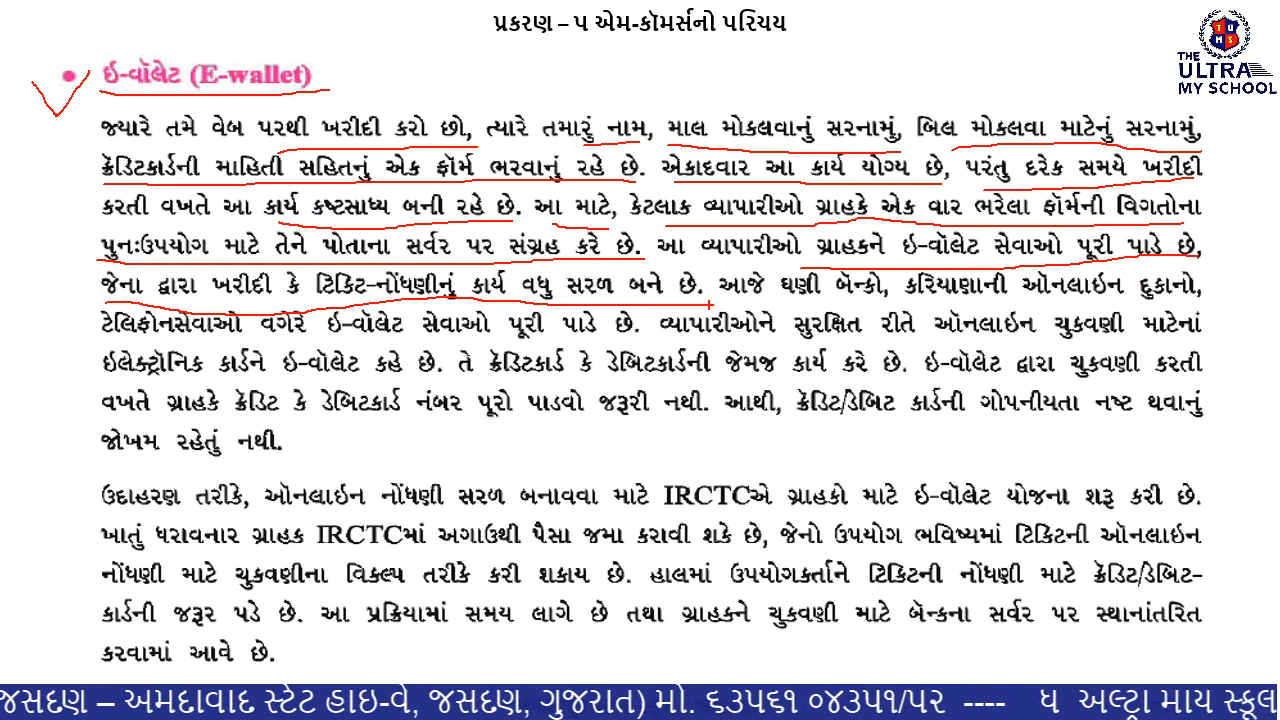 પ્રકરણ – ૫ એમ-કૉમર્સનો પરિચય
THE
ULTRA
MY SCHOOL
• ઇ-વૉલેટ (E-wallet)
જ્યારે તમે વેબ પરથી ખરીદી કરો છો, ત્યારે તમારું નામ, માલ મોકલવાનું સરનામું, બિલ મોકલવા માટેનું સરનામું,
ક્રૅડિટકાર્ડની માહિતી સહિતનું એક ફૉર્મ ભરવાનું રહે છે. એકાદવાર આ કાર્ય યોગ્ય છે, પરંતુ દરેક સમયે ખરીદી
કરતી વખતે આ કાર્ય કષ્ટસાધ્ય બની રહે છે. આ માટે, કેટલાક વ્યાપારીઓ ગ્રાહકે એક વાર ભરેલા ફૉર્મની વિગતોના
પુનઃઉપયોગ માટે તેને પોતાના સર્વર પર સંગ્રહ કરે છે. આ વ્યાપારીઓ ગ્રાહકને ઇ-વૉલેટ સેવાઓ પૂરી પાડે છે,
જેના દ્વારા ખરીદી કે ટિકિટ-નોંધણીનું કાર્ય વધુ સરળ બને છે. આજે ઘણી બૅન્કો, કરિયાણાની ઑનલાઇન દુકાનો,
ટેલિફોનસેવાઓ વગેરે ઇ-વૉલેટ સેવાઓ પૂરી પાડે છે. વ્યાપારીઓને સુરક્ષિત રીતે ઑનલાઇન ચુકવણી માટેનાં
ઇલેક્ટ્રૉનિક કાર્ડને ઇ-વૉલેટ કહે છે. તે ક્રૅડિટકાર્ડ કે ડેબિટકાર્ડની જેમજ કાર્ય કરે છે. ઇ-વૉલેટ દ્વારા ચુકવણી કરતી
વખતે ગ્રાહકે ક્રૅડિટ કે ડેબિટકાર્ડ નંબર પૂરો પાડવો જરૂરી નથી. આથી, ક્રૅડિટ/ડેબિટ કાર્ડની ગોપનીયતા નષ્ટ થવાનું
જોખમ રહેતું નથી.
ઉદાહરણ તરીકે, ઑનલાઇન નોંધણી સરળ બનાવવા માટે IRCTCએ ગ્રાહકો માટે ઇ-વૉલેટ યોજના શરૂ કરી છે.
ખાતું ધરાવનાર ગ્રાહક IRCTCમાં અગાઉથી પૈસા જમા કરાવી શકે છે, જેનો ઉપયોગ ભવિષ્યમાં ટિકિટની ઑનલાઇન
નોંધણી માટે ચુકવણીના વિકલ્પ તરીકે કરી શકાય છે. હાલમાં ઉપયોગકર્તાને ટિકિટની નોંધણી માટે ક્રૅડિટ/ડેબિટ-
કાર્ડની જરૂર પડે છે. આ પ્રક્રિયામાં સમય લાગે છે તથા ગ્રાહકને ચુકવણી માટે બૅન્કના સર્વર પર સ્થાનાંતરિત
કરવામાં આવે છે.
જસદણ – અમદાવાદ સ્ટેટ હાઇ-વે, જસદણ, ગુજરાત) મો. ૬૩૫૬૧ ૦૪૩૫૧/૫૨ ---- ધ અલ્ટ્રા માય સ્કૂલ